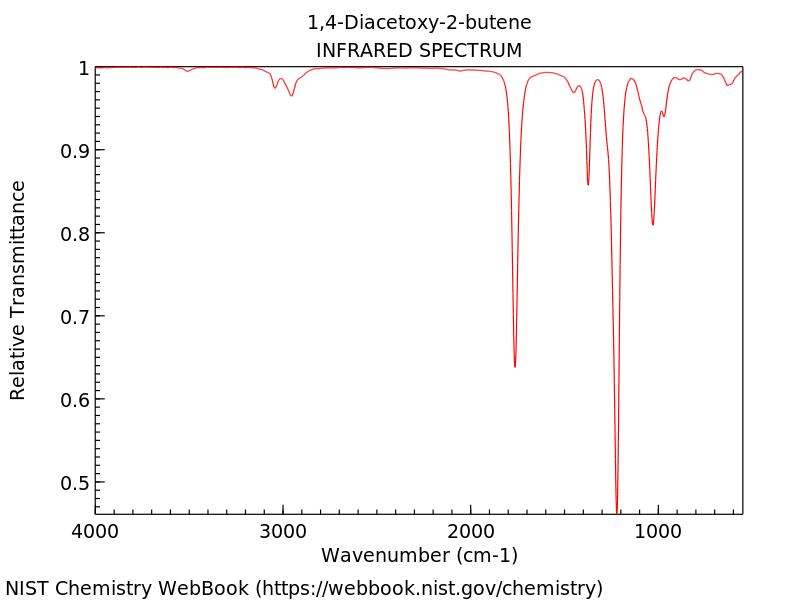 1,4-Diacetoxy-2-butene
INFRARED SPECTRUM
1
0.9
0.8
0.7
0.6
0.5
Relative Transmittance
4000 3000 2000 1000
Wavenumber (cm-1)
NIST Chemistry WebBook (https://webbook.nist.gov/chemistry)